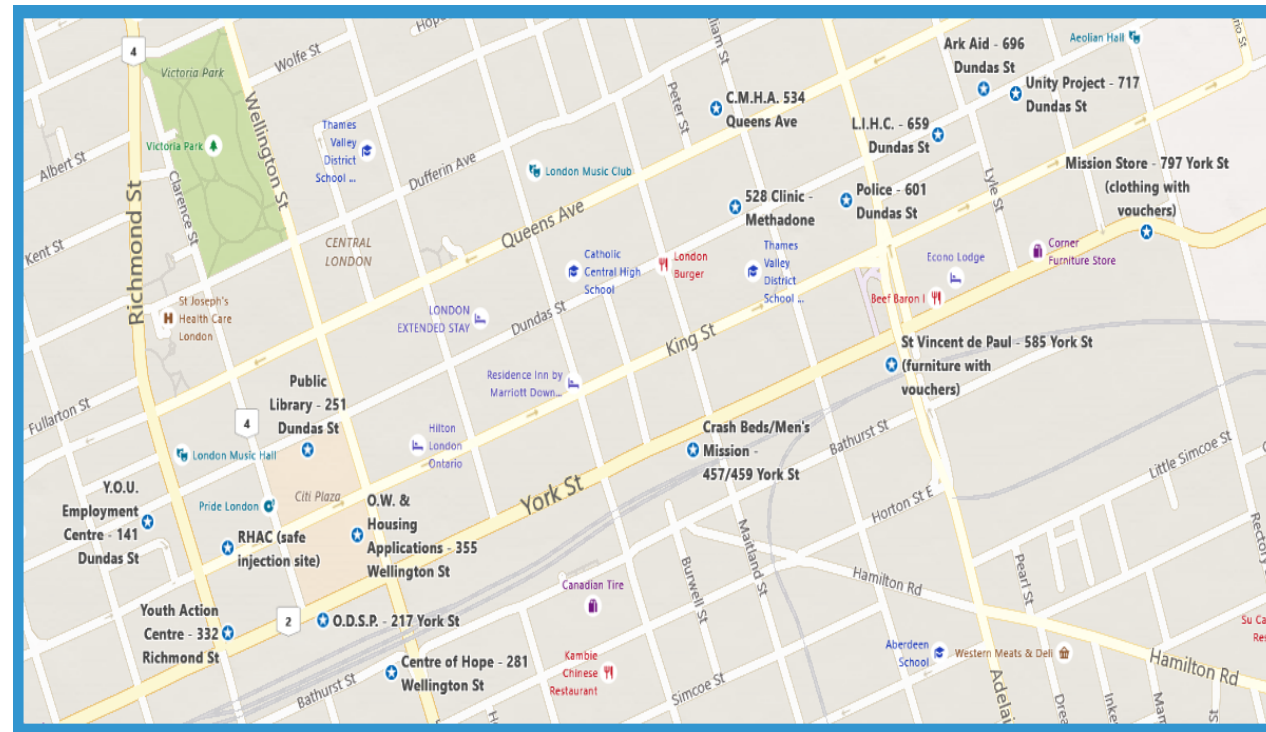 Hope
Wolfe St
4
Victoria Park
Wellington St
Thames
Valley
District
School ...
Victoria Park
Albert St
Clarence St
Richmond St
Kent St
Dufferin Ave
London Music Club
Queens Ave
CENTRAL
LONDON
Peter St
C.M.H.A. 534
Queens Ave
Ark Aid - 696
Dundas St
Aeolian Hall
Unity Project - 717
Dundas St
L.I.H.C. - 659
Dundas St
Lyle St
Mission Store - 797 York St
(clothing with
vouchers)
528 Clinic -
Methadone
Police - 601
Dundas St
Catholic
Central High
School
London
Burger
Thames
Valley
District
School ...
Econo Lodge
Corner
Furniture Store
Beef Baron I
St Joseph's
Health Care
London
LONDON
EXTENDED STAY
Dundas St
King St
St Vincent de Paul - 585 York St
(furniture with
vouchers)
Residence Inn by
Marriott Down...
Public
Library - 251
Dundas St
Fullarton St
4
London Music Hall
Hilton
London
Ontario
Crash Beds/Men's
Mission -
457/459 York St
Bathurst St
Little Simcoe St
Y.O.U.
Employment
Centre - 141
Dundas St
Pride London
Citi Plaza
RHAC (safe
injection site)
O.W. &
Housing
Applications - 355
Wellington St
York St
Horton St E
Maitland St
Burwell St
Hamilton Rd
Pearl St
Canadian Tire
Youth Action
Centre - 332
Richmond St
2
O.D.S.P. - 217 York St
Centre of Hope - 281
Wellington St
Bathurst St
Kambie
Chinese
Restaurant
Simcoe St
Aberdeen
School
Western Meats & Deli
Hamilton Rd
Adelai
Drea
Inke
Mam
Su Ca
Res